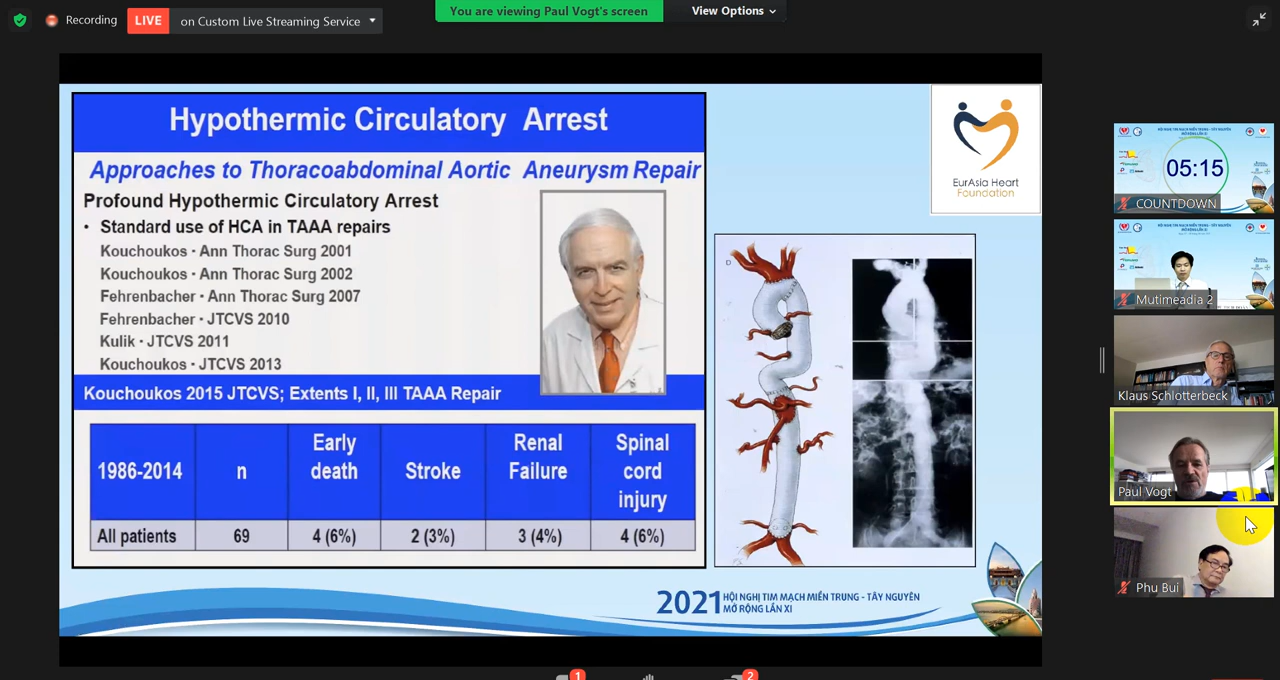 Recording
LIVE
on Custom Live Streaming Service
You are viewing Paul Vogt's screen
View Options
Hypothermic Circulatory Arrest
Approaches to Thoracoabdominal Aortic Aneurysm Repair
Profound Hypothermic Circulatory Arrest
• Standard use of HCA in TAAA repairs
Kouchoukos · Ann Thorac Surg 2001
Kouchoukos · Ann Thorac Surg 2002
Fehrenbacher · Ann Thorac Surg 2007
Fehrenbacher · JTCVS 2010
Kulik · JTCVS 2011
Kouchoukos · JTCVS 2013
Kouchoukos 2015 JTCVS; Extents I, II, III TAAA Repair
1986-2014 n Early death Stroke Renal Failure Spinal cord injury
All patients 69 4 (6%) 2 (3%) 3 (4%) 4 (6%)
EurAsia Heart
Foundation
D
2021 HỘI NGHỊ TIM MẠCH MIỀN TRUNG - TÂY NGUYÊN
MỞ RỘNG LẦN XI
05:15
COUNTDOWN
Mutimeadia 2
Klaus Schlotterbeck
Paul Vogt
Phu Bui
1
2